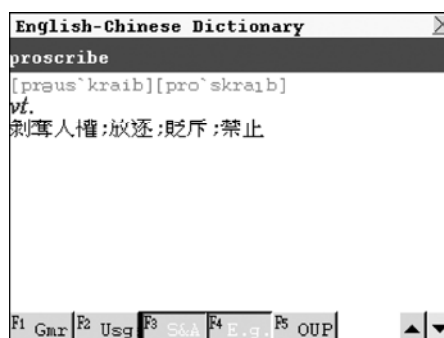 English-Chinese Dictionary
proscribe
[prəus`kraib][pro`skraɪb]
vt.
剝奪人權;放逐;貶斥;禁止
F1 Gmr F2 Usg F3 S&A F4 E.g. F5 OUP